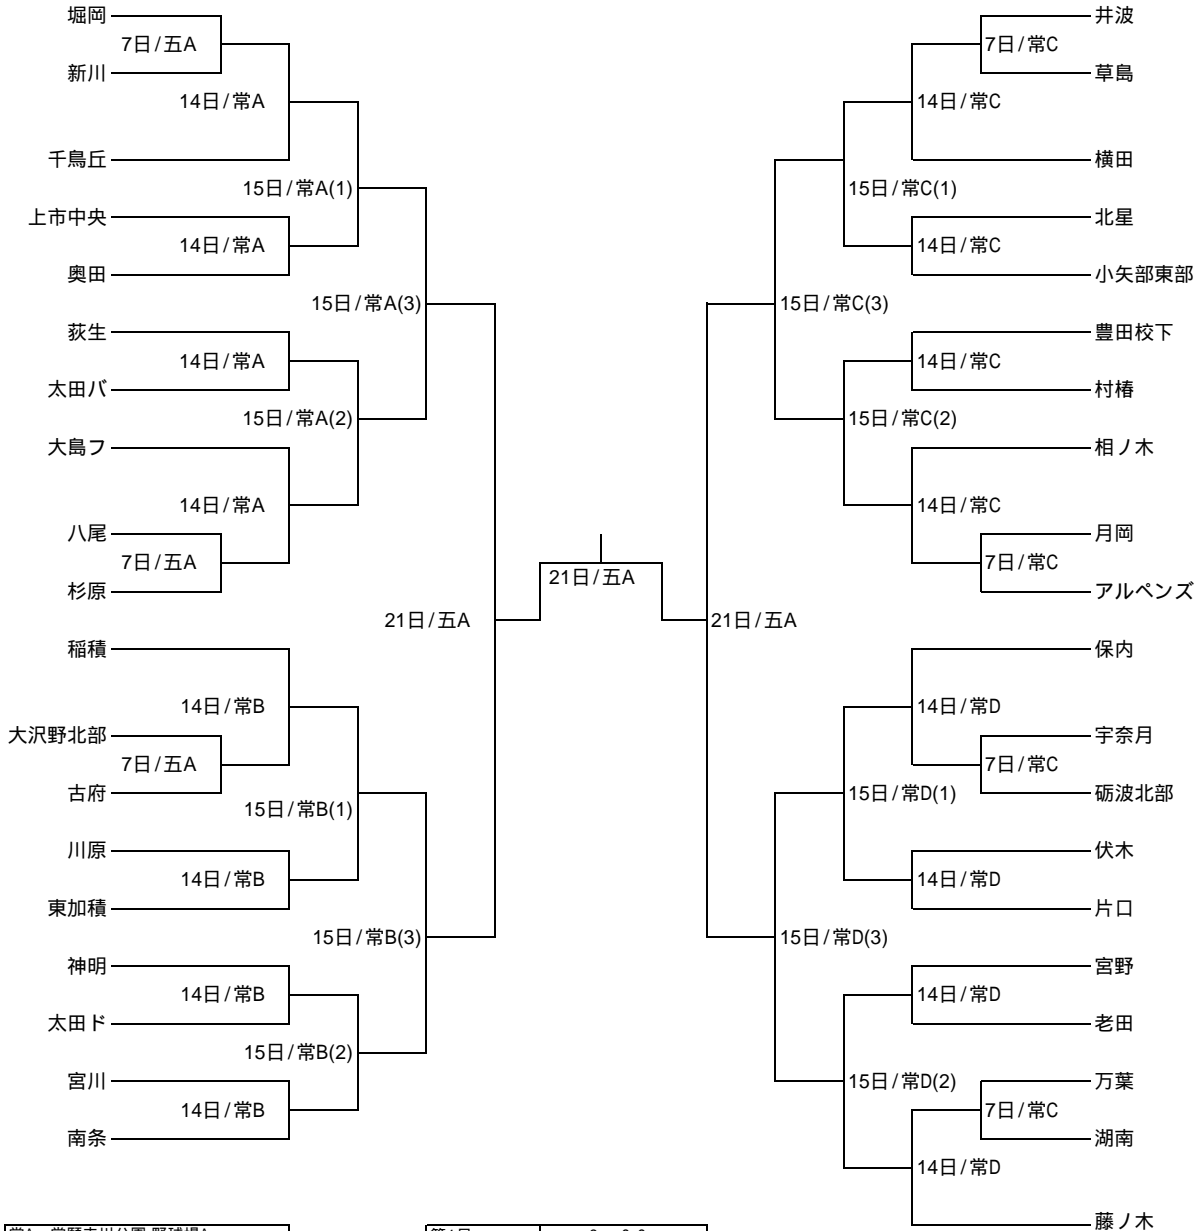 堀岡
7日/五A
新川
14日/常A
千鳥丘
15日/常A(1)
上市中央
14日/常A
奥田
15日/常A(3)
荻生
14日/常A
太田バ
15日/常A(2)
大島フ
14日/常A
八尾
7日/五A
杉原
21日/五A
稲積
14日/常B
大沢野北部
7日/五A
古府
15日/常B(1)
川原
14日/常B
東加積
15日/常B(3)
神明
14日/常B
太田ド
15日/常B(2)
宮川
14日/常B
南条
21日/五A
井波
7日/常C
草島
14日/常C
横田
15日/常C(1)
北星
14日/常C
小矢部東部
15日/常C(3)
豊田校下
14日/常C
村椿
15日/常C(2)
相ノ木
14日/常C
月岡
7日/常C
アルペンズ
21日/五A
保内
14日/常D
宇奈月
7日/常C
砺波北部
15日/常D(1)
伏木
14日/常D
片口
15日/常D(3)
宮野
14日/常D
老田
15日/常D(2)
万葉
7日/常C
湖南
14日/常D
藤ノ木